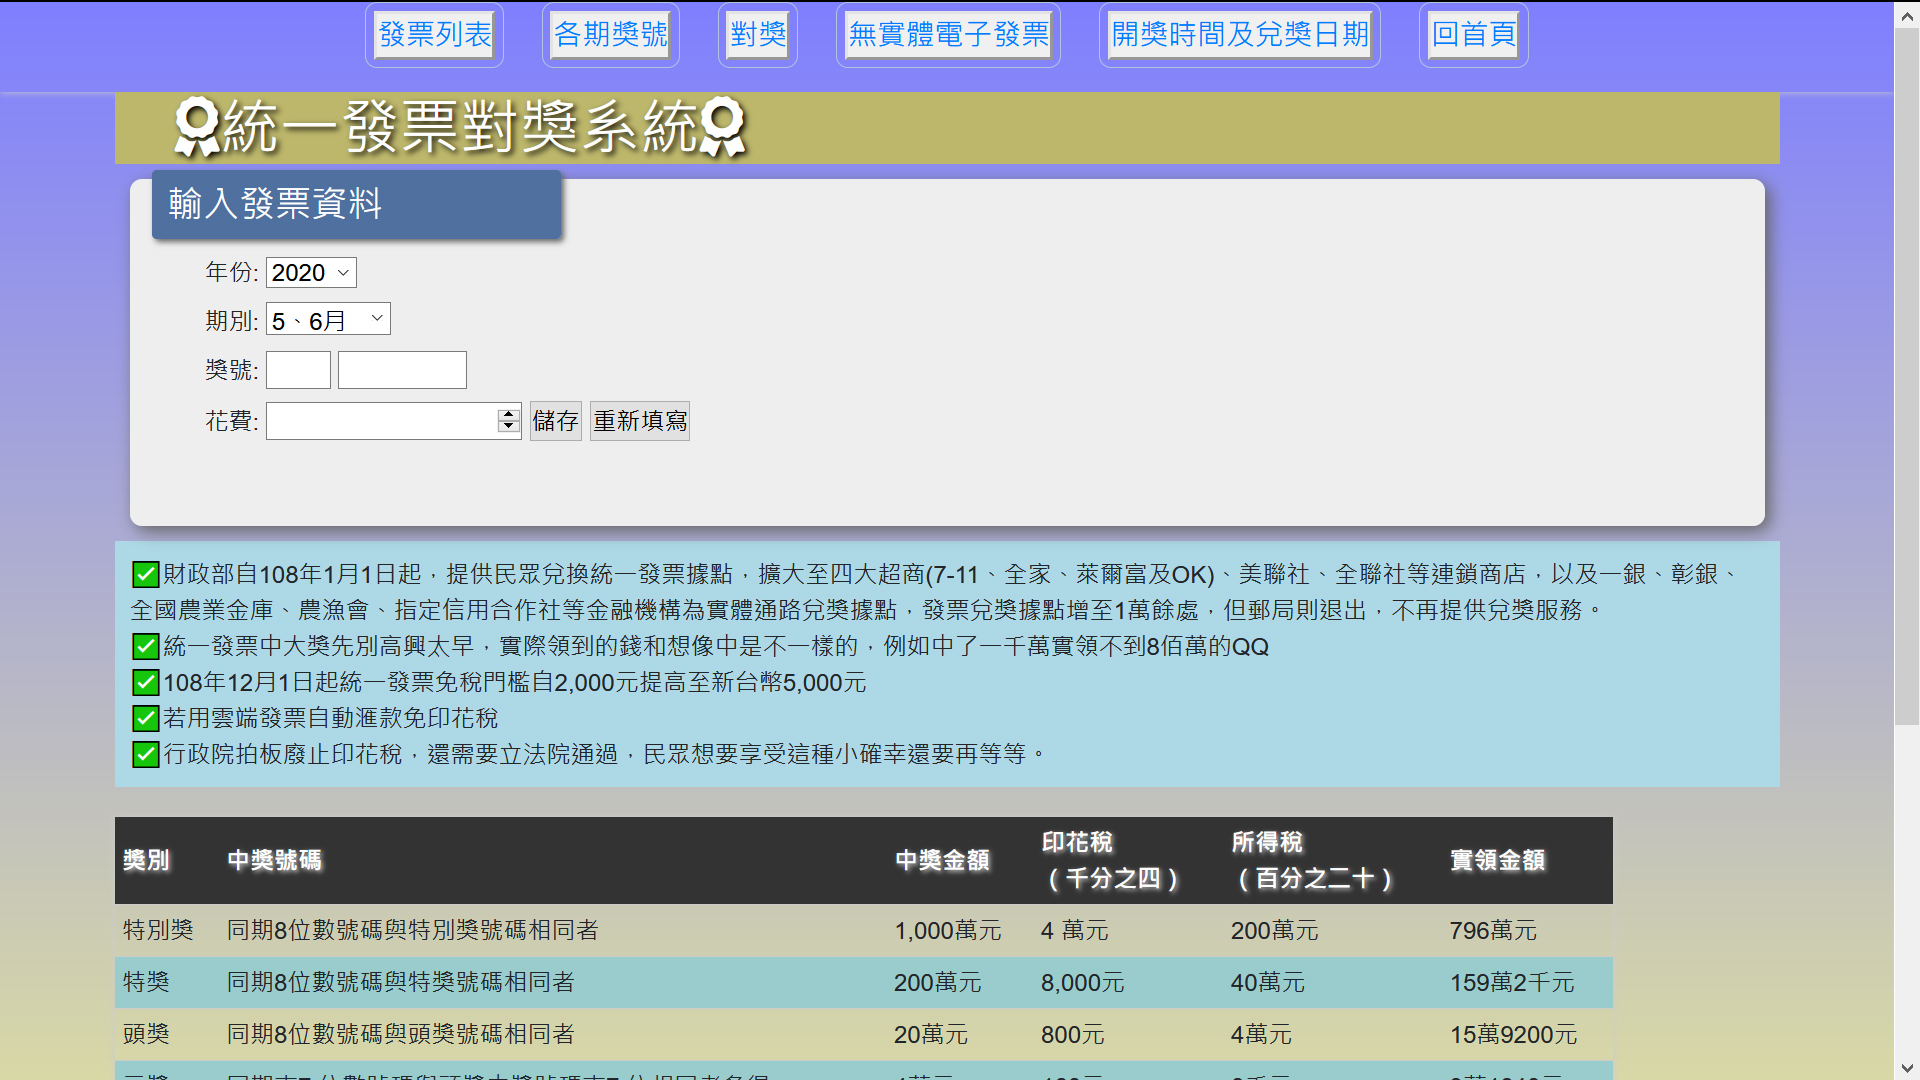 發票列表 各期獎號 對獎 無實體電子發票 開獎時間及兌獎日期 回首頁
統一發票對獎系統
輸入發票資料
年份: 2020
期別: 5、6月
獎號:
花費: 儲存 重新填寫
財政部自108年1月1日起，提供民眾兌換統一發票據點，擴大至四大超商(7-11、全家、萊爾富及OK)、美聯社、全聯社等連鎖商店，以及一銀、彰銀、
全國農業金庫、農漁會、指定信用合作社等金融機構為實體通路兌獎據點，發票兌獎據點增至1萬餘處，但郵局則退出，不再提供兌獎服務。
統一發票中大獎先別高興太早，實際領到的錢和想像中是不一樣的，例如中了一千萬實領不到8佰萬的QQ
108年12月1日起統一發票免稅門檻自2,000元提高至新台幣5,000元
若用雲端發票自動滙款免印花稅
行政院拍板廢止印花稅，還需要立法院通過，民眾想要享受這種小確幸還要再等等。
獎別 中獎號碼 中獎金額 印花稅（千分之四） 所得稅（百分之二十） 實領金額
特別獎 同期8位數號碼與特別獎號碼相同者 1,000萬元 4 萬元 200萬元 796萬元
特獎 同期8位數號碼與特獎號碼相同者 200萬元 8,000元 40萬元 159萬2千元
頭獎 同期8位數號碼與頭獎號碼相同者 20萬元 800元 4萬元 15萬9200元